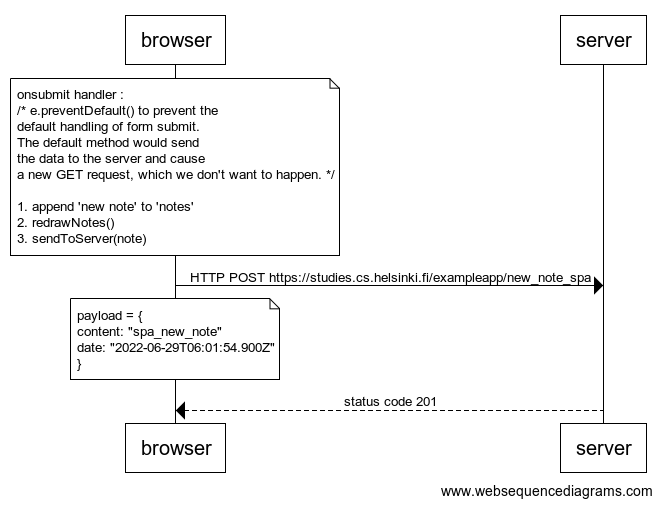 browser
server
onsubmit handler :
/* e.preventDefault() to prevent the
default handling of form submit.
The default method would send
the data to the server and cause
a new GET request, which we don't want to happen. */
1. append 'new note' to 'notes'
2. redrawNotes()
3. sendToServer(note)
HTTP POST https://studies.cs.helsinki.fi/exampleapp/new_note_spa
payload = {
content: "spa_new_note"
date: "2022-06-29T06:01:54.900Z"
}
status code 201
browser
server
www.websequencediagrams.com